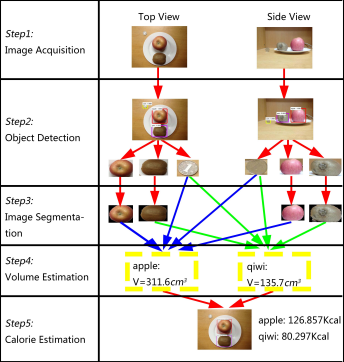 Top View
Side View
Step1:
Image Acquisition
Step2:
Object Detection
Step3:
Image Segmenta-
tion
Step4:
Volume Estimation
apple:
V=311.6cm³
qiwi:
V=135.7cm³
Step5:
Calorie Estimation
apple: 126.857Kcal
qiwi: 80.297Kcal